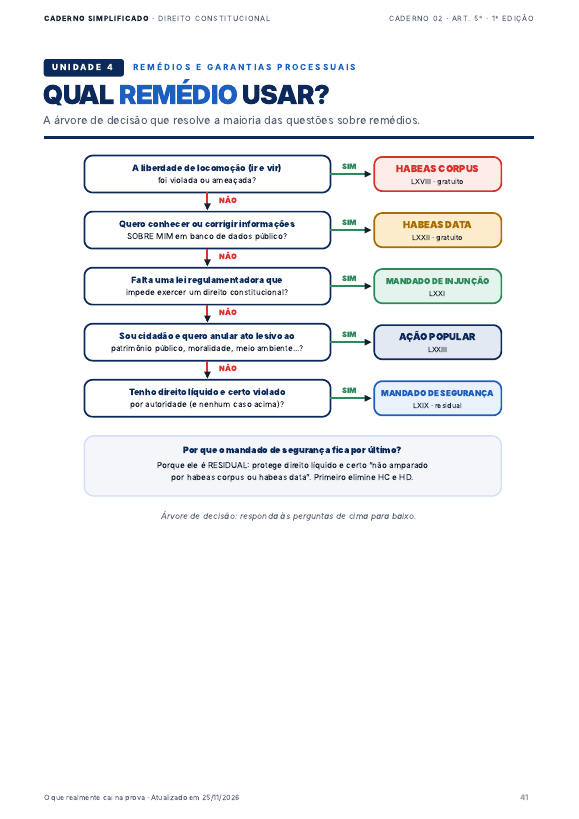 CADERNO SIMPLIFICADO · DIREITO CONSTITUCIONAL
CADERNO 02 · ART. 5º · 1ª EDIÇÃO
UNIDADE 4 REMÉDIOS E GARANTIAS PROCESSUAIS
QUAL REMÉDIO USAR?
A árvore de decisão que resolve a maioria das questões sobre remédios.
A liberdade de locomoção (ir e vir)
foi violada ou ameaçada?
SIM
HABEAS CORPUS
LXVIII · gratuito
NÃO
Quero conhecer ou corrigir informações
SOBRE MIM em banco de dados público?
SIM
HABEAS DATA
LXXII · gratuito
NÃO
Falta uma lei regulamentadora que
impede exercer um direito constitucional?
SIM
MANDADO DE INJUNÇÃO
LXXI
NÃO
Sou cidadão e quero anular ato lesivo ao
patrimônio público, moralidade, meio ambiente...?
SIM
AÇÃO POPULAR
LXXIII
NÃO
Tenho direito líquido e certo violado
por autoridade (e nenhum caso acima)?
SIM
MANDADO DE SEGURANÇA
LXIX · residual
Por que o mandado de segurança fica por último?
Porque ele é RESIDUAL: protege direito líquido e certo "não amparado
por habeas corpus ou habeas data". Primeiro elimine HC e HD.
Árvore de decisão: responda às perguntas de cima para baixo.
O que realmente cai na prova · Atualizado em 25/11/2026
41